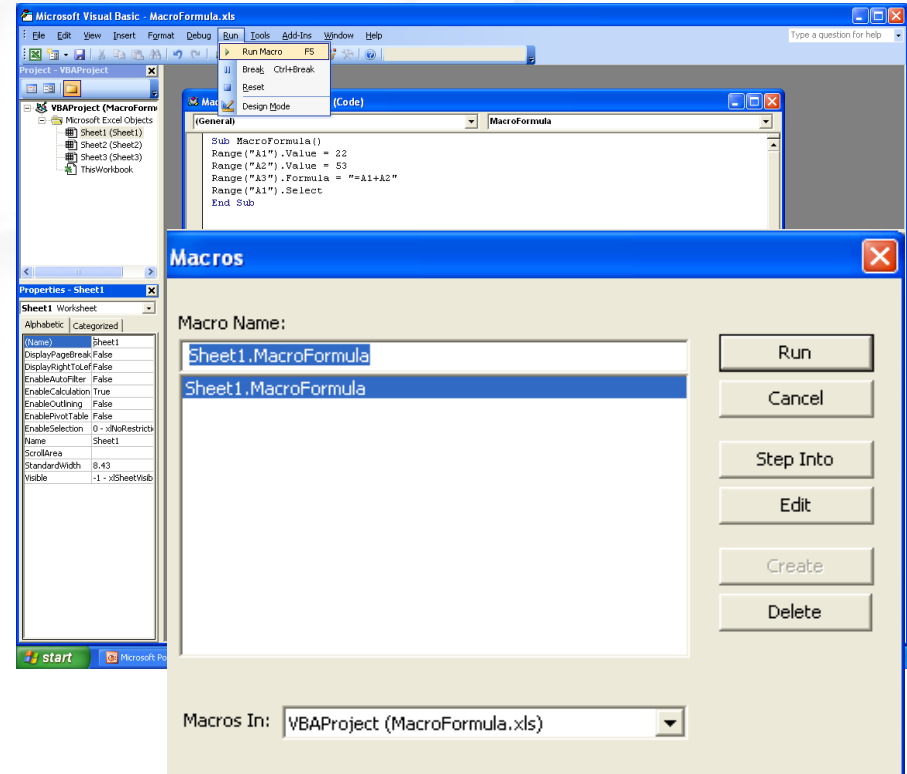 Microsoft Visual Basic - MacroFormula.xls
File Edit View Insert Format Debug Run Tools Add-Ins Window Help
Type a question for help
Run Macro F5
Break Ctrl+Break
Reset
Design Mode
Project - VBAProject
VBAProject (MacroForm
Microsoft Excel Objects
Sheet1 (Sheet1)
Sheet2 (Sheet2)
Sheet3 (Sheet3)
ThisWorkbook
Mac (Code)
(General) MacroFormula
Sub MacroFormula()
Range("A1").Value = 22
Range("A2").Value = 53
Range("A3").Formula = "=A1+A2"
Range("A1").Select
End Sub
Properties - Sheet1
Sheet1 Worksheet
Alphabetic Categorized
(Name) Sheet1
DisplayPageBreak False
DisplayRightToLef False
EnableAutoFilter False
EnableCalculation True
EnableOutlining False
EnablePivotTable False
EnableSelection 0 - xlNoRestricti
Name Sheet1
ScrollArea
StandardWidth 8.43
Visible -1 - xlSheetVisib
start Microsoft Po
Macros
Macro Name:
Sheet1.MacroFormula
Sheet1.MacroFormula
Run
Cancel
Step Into
Edit
Create
Delete
Macros In: VBAProject (MacroFormula.xls)